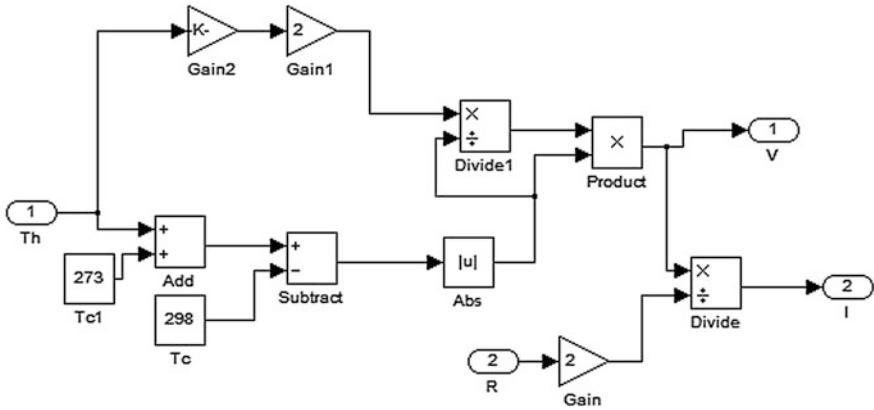 -K-
Gain2
2
Gain1
×
÷
Divide1
×
Product
1
V
1
Th
+
+
Add
273
Tc1
+
−
Subtract
298
Tc
|u|
Abs
×
÷
Divide
2
I
2
R
2
Gain